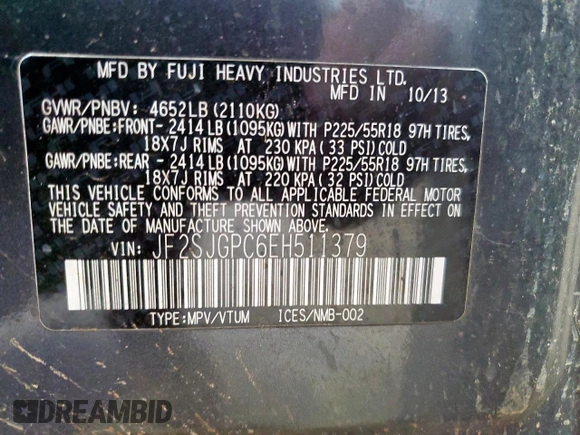 MFD BY FUJI HEAVY INDUSTRIES LTD.
MFD IN 10/13
GVWR/PNBV: 4652LB(2110KG)
GAWR/PNBE:FRONT- 2414LB(1095KG)WITH P225/55R18 97H TIRES,
18X7J RIMS AT 230 KPA(33 PSI)COLD
GAWR/PNBE:REAR - 2414LB(1095KG)WITH P225/55R18 97H TIRES,
18X7J RIMS AT 220 KPA(32 PSI)COLD
THIS VEHICLE CONFORMS TO ALL APPLICABLE FEDERAL MOTOR
VEHICLE SAFETY AND THEFT PREVENTION STANDARDS IN EFFECT ON
THE DATE OF MANUFACTURE SHOWN ABOVE.
VIN: JF2SJGPC6EH511379
TYPE:MPV/VTUM ICES/NMB-002
DREAMBID